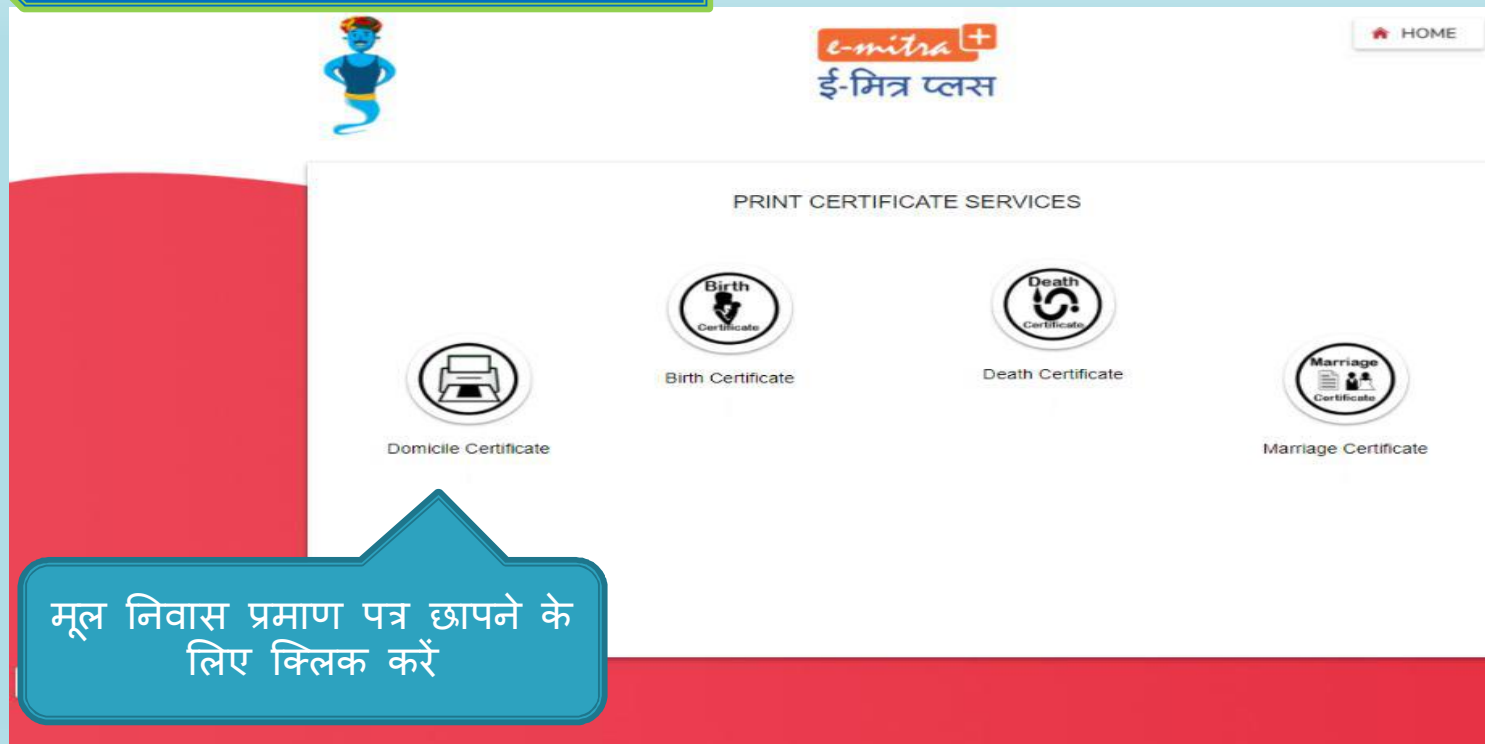 e-mitra +
ई-मित्र प्लस
HOME
PRINT CERTIFICATE SERVICES
Birth
Certificate
Death
Certificate
Marriage
Certificate
Birth Certificate
Death Certificate
Domicile Certificate
Marriage Certificate
मूल निवास प्रमाण पत्र छापने के
लिए क्लिक करें